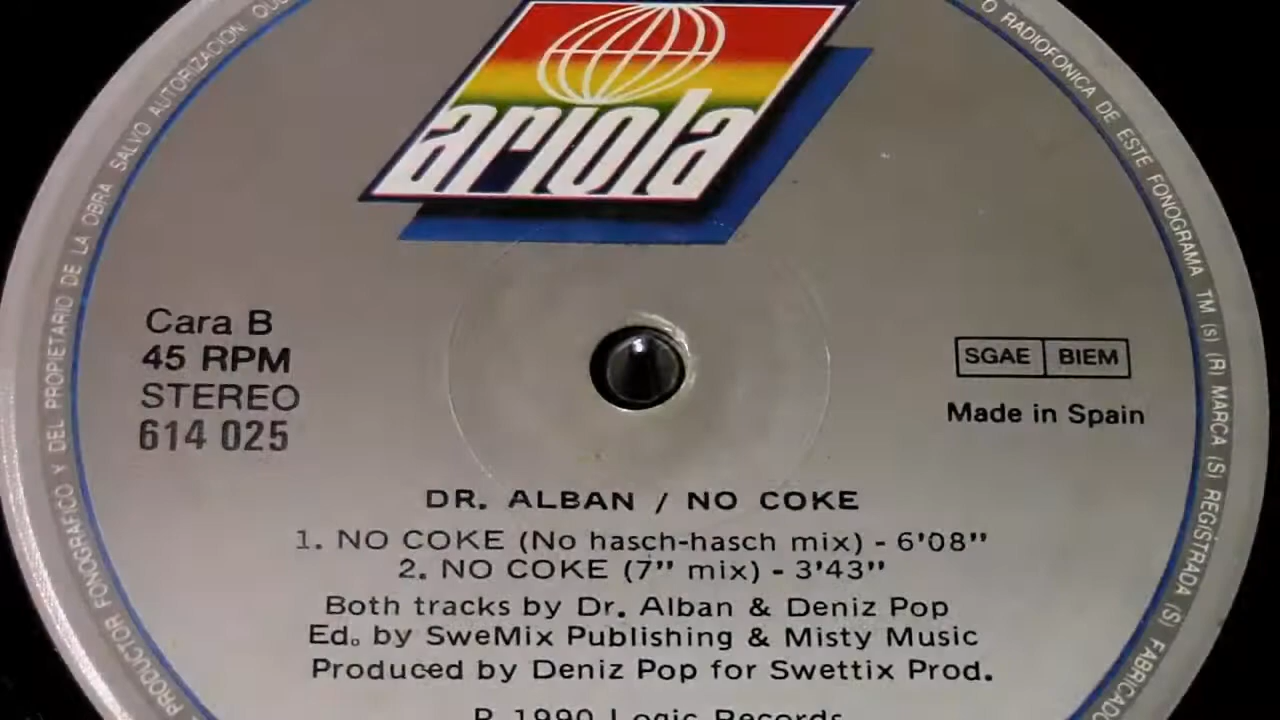 ariola
SALVO AUTORIZACION
PRODUCTOR FONOGRAFICO Y DEL PROPIETARIO DE LA OBRA
O RADIOFONICA DE ESTE FONOGRAMA TM (s) (R) MARCA (S) REGISTRADA (S) FABRICADO
Cara B
45 RPM
STEREO
614 025
SGAE BIEM
Made in Spain
DR. ALBAN / NO COKE
1. NO COKE (No hasch-hasch mix) - 6'08"
2. NO COKE (7" mix) - 3'43"
Both tracks by Dr. Alban & Deniz Pop
Ed. by SweMix Publishing & Misty Music
Produced by Deniz Pop for Swettix Prod.
P. 1990 Logic Records